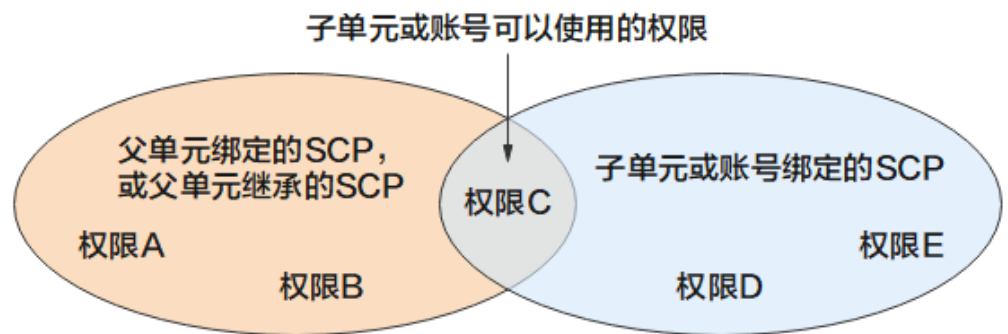 子单元或账号可以使用的权限
父单元绑定的SCP，
或父单元继承的SCP
子单元或账号绑定的SCP
权限C
权限A
权限E
权限B
权限D